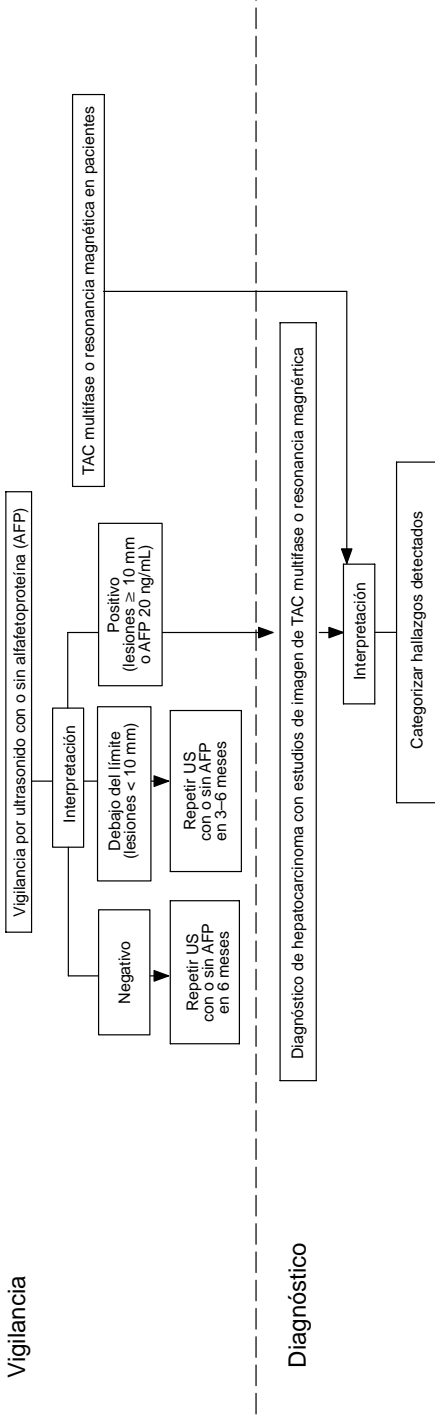 Vigilancia
Vigilancia por ultrasonido con o sin alfafetoproteína (AFP)
Interpretación
Negativo
Debajo del límite
(lesiones < 10 mm)
Positivo
(lesiones ≥ 10 mm
o AFP 20 ng/mL)
Repetir US
con o sin AFP
en 6 meses
Repetir US
con o sin AFP
en 3–6 meses
TAC multifase o resonancia magnética en pacientes
Diagnóstico
Diagnóstico de hepatocarcinoma con estudios de imagen de TAC multifase o resonancia magnértica
Interpretación
Categorizar hallazgos detectados